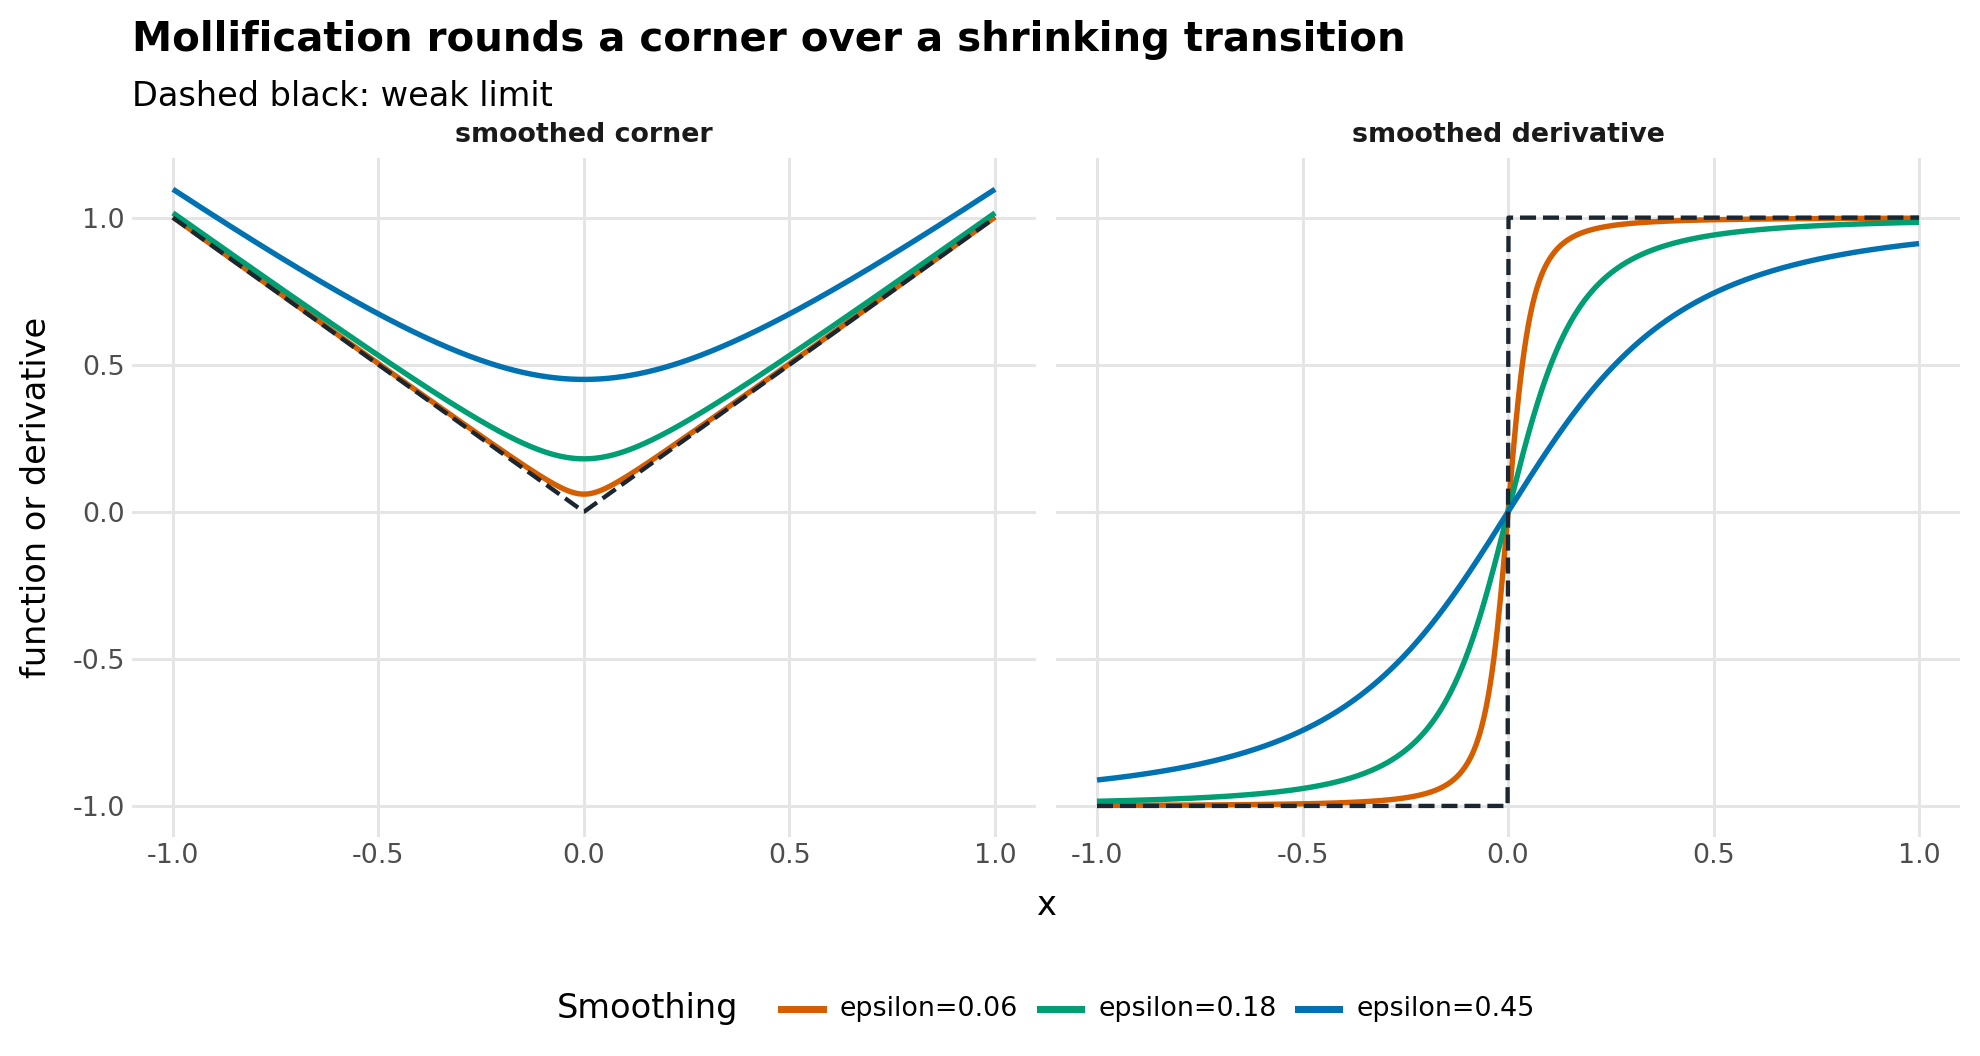 Mollification rounds a corner over a shrinking transition
Dashed black: weak limit
smoothed corner
smoothed derivative
function or derivative
1.0
0.5
0.0
-0.5
-1.0
-1.0 -0.5 0.0 0.5 1.0
-1.0 -0.5 0.0 0.5 1.0
x
Smoothing epsilon=0.06 epsilon=0.18 epsilon=0.45